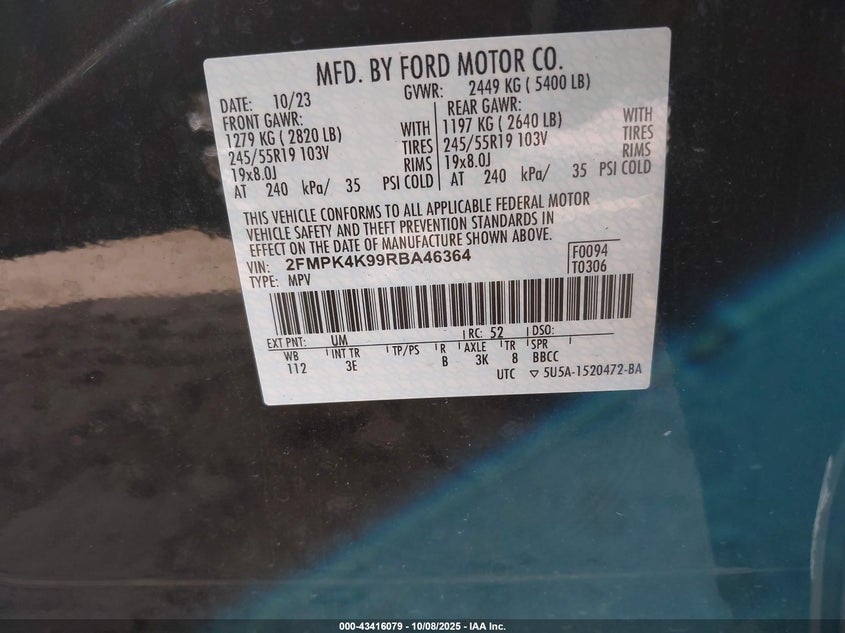 MFD. BY FORD MOTOR CO.
DATE: 10/23 GVWR: 2449 KG ( 5400 LB)
FRONT GAWR: REAR GAWR:
1279 KG ( 2820 LB) WITH 1197 KG ( 2640 LB) WITH
245/55R19 103V TIRES 245/55R19 103V TIRES
19x8.0J RIMS 19x8.0J RIMS
AT 240 kPa/ 35 PSI COLD AT 240 kPa/ 35 PSI COLD
THIS VEHICLE CONFORMS TO ALL APPLICABLE FEDERAL MOTOR
VEHICLE SAFETY AND THEFT PREVENTION STANDARDS IN
EFFECT ON THE DATE OF MANUFACTURE SHOWN ABOVE.
VIN: 2FMPK4K99RBA46364 F0094
TYPE: MPV T0306
EXT PNT: UM RC: 52 DSO:
WB INT TR TP/PS R AXLE TR SPR
112 3E B 3K 8 BBCC
UTC ▽ 5U5A-1520472-BA
000-43416079 - 10/08/2025 - IAA Inc.